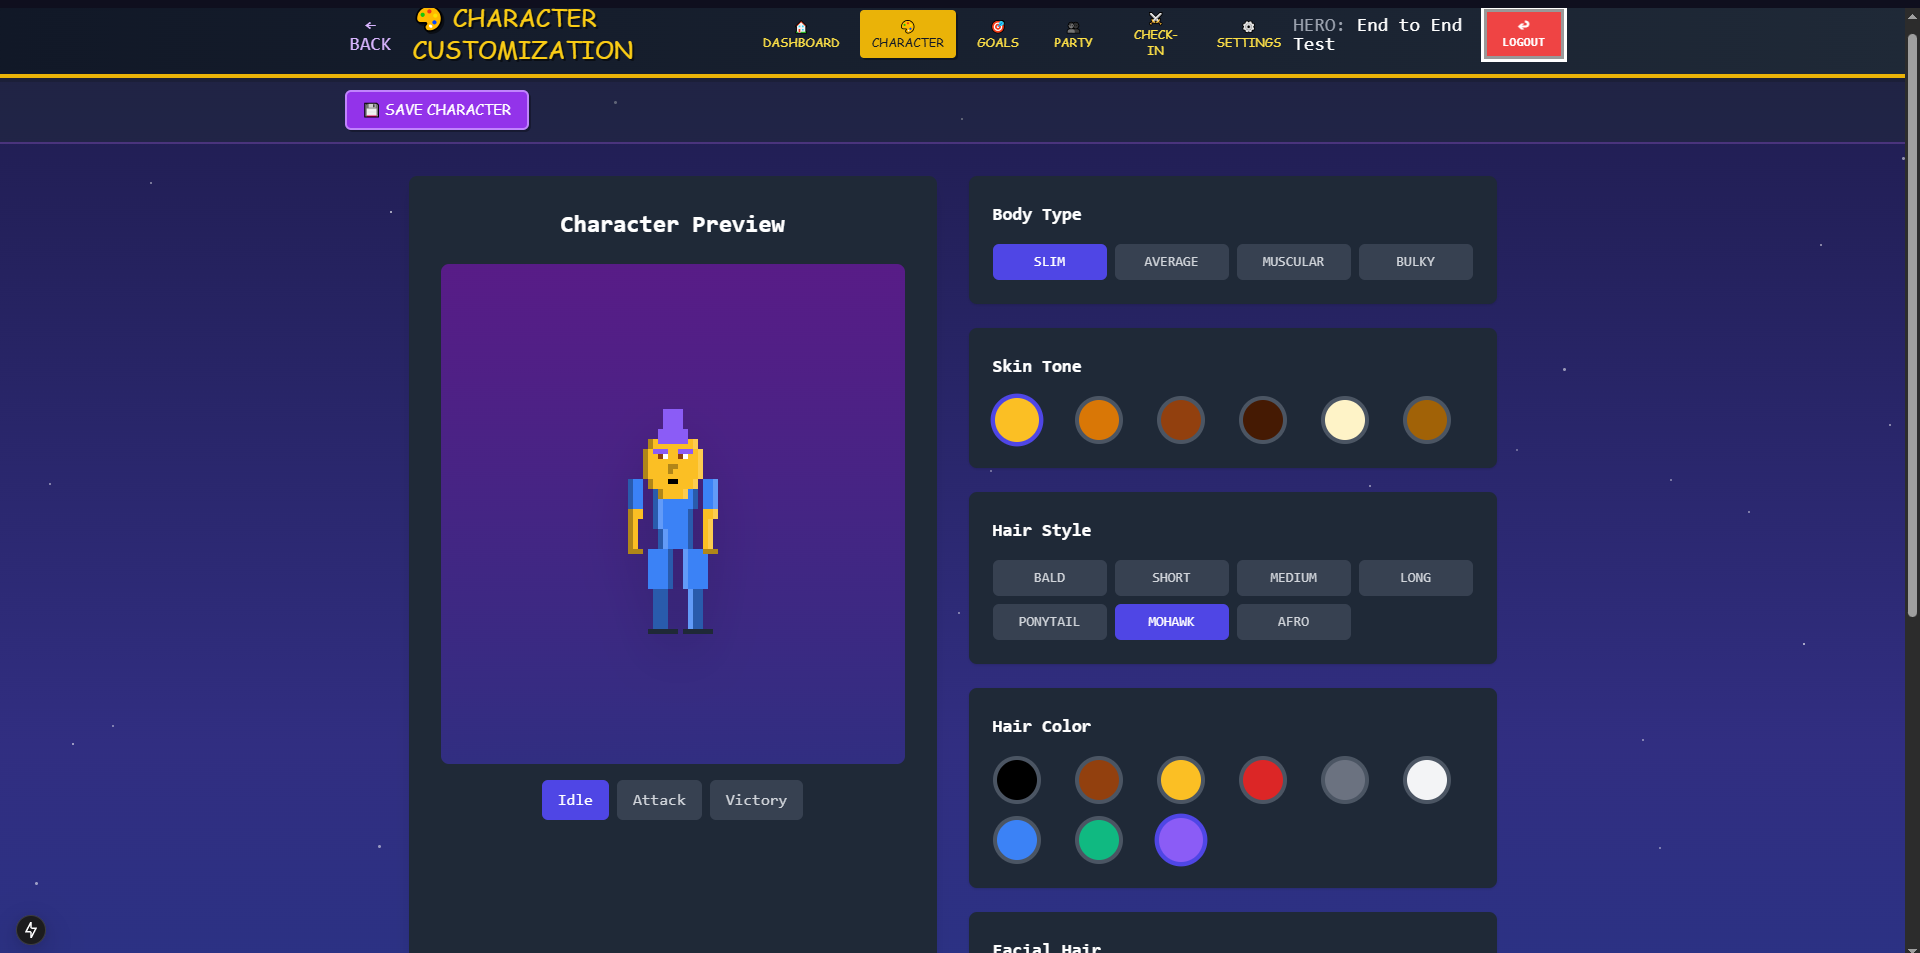 ← BACK
🎨 CHARACTER
CUSTOMIZATION
🏠 DASHBOARD
🎨 CHARACTER
🎯 GOALS
👥 PARTY
⚔️ CHECK-
IN
⚙️ SETTINGS
HERO: End to End
Test
LOGOUT
💾 SAVE CHARACTER
Character Preview
Idle Attack Victory
Body Type
SLIM AVERAGE MUSCULAR BULKY
Skin Tone
Hair Style
BALD SHORT MEDIUM LONG
PONYTAIL MOHAWK AFRO
Hair Color
Facial Hair